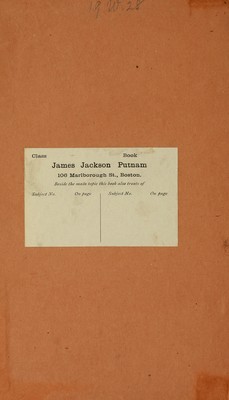 Class Book
James Jackson Putnam
106 Marlborough St., Boston.
Beside the inside topic this book also treats of
Subject No. On page Subject No. On page